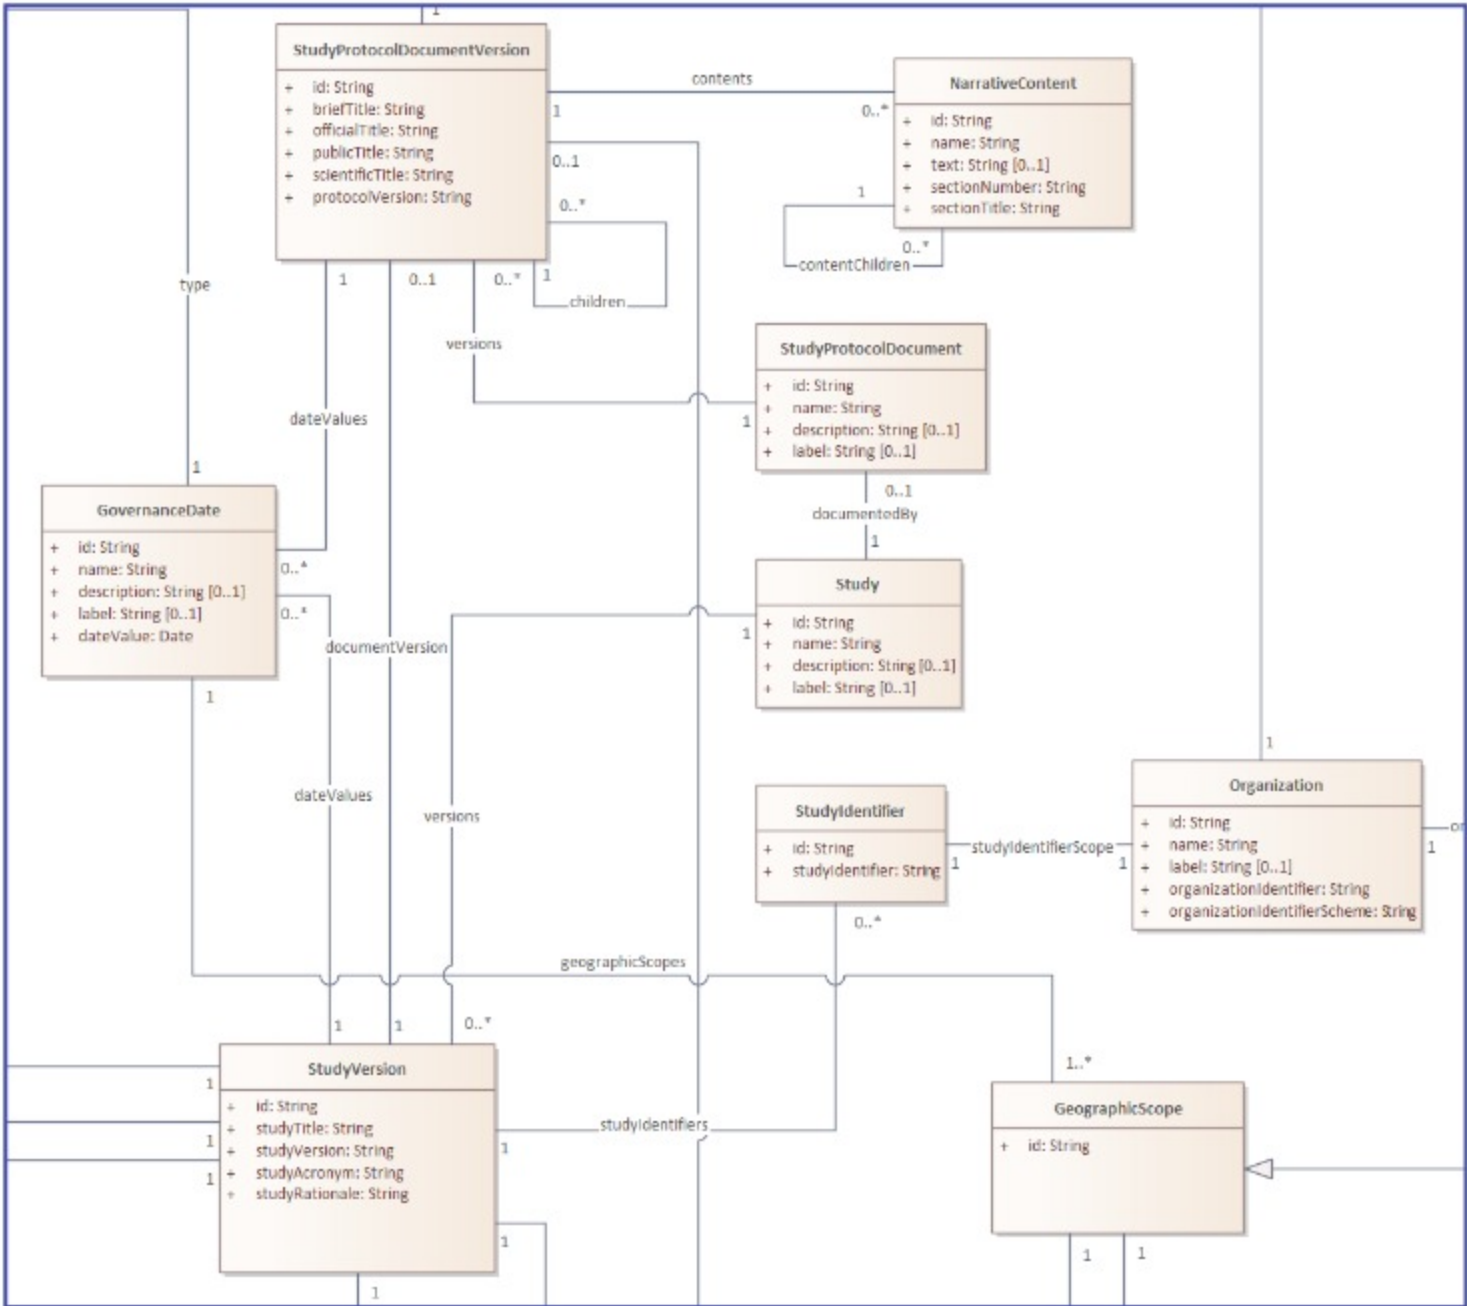 1
StudyProtocolDocumentVersion
+ id: String
+ briefTitle: String
+ officialTitle: String
+ publicTitle: String
+ scientificTitle: String
+ protocolVersion: String
contents
1
0..*
NarrativeContent
+ id: String
+ name: String
+ text: String [0..1]
+ sectionNumber: String
+ sectionTitle: String
0..1
0..*
1
0..*
contentChildren
type
1
0..1
0..*
1
children
versions
StudyProtocolDocument
+ id: String
+ name: String
+ description: String [0..1]
+ label: String [0..1]
1
dateValues
1
0..1
documentedBy
1
GovernanceDate
+ id: String
+ name: String
+ description: String [0..1]
+ label: String [0..1]
+ dateValue: Date
0..*
0..*
Study
+ id: String
+ name: String
+ description: String [0..1]
+ label: String [0..1]
1
documentVersion
1
1
dateValues
versions
StudyIdentifier
+ id: String
+ studyIdentifier: String
studyIdentifierScope
1
1
Organization
+ id: String
+ name: String
+ label: String [0..1]
+ organizationIdentifier: String
+ organizationIdentifierScheme: String
or
1
0..*
geographicScopes
1
1
0..*
1..*
StudyVersion
+ id: String
+ studyTitle: String
+ studyVersion: String
+ studyAcronym: String
+ studyRationale: String
1
1
1
studyIdentifiers
1
1
1
GeographicScope
+ id: String
1
1